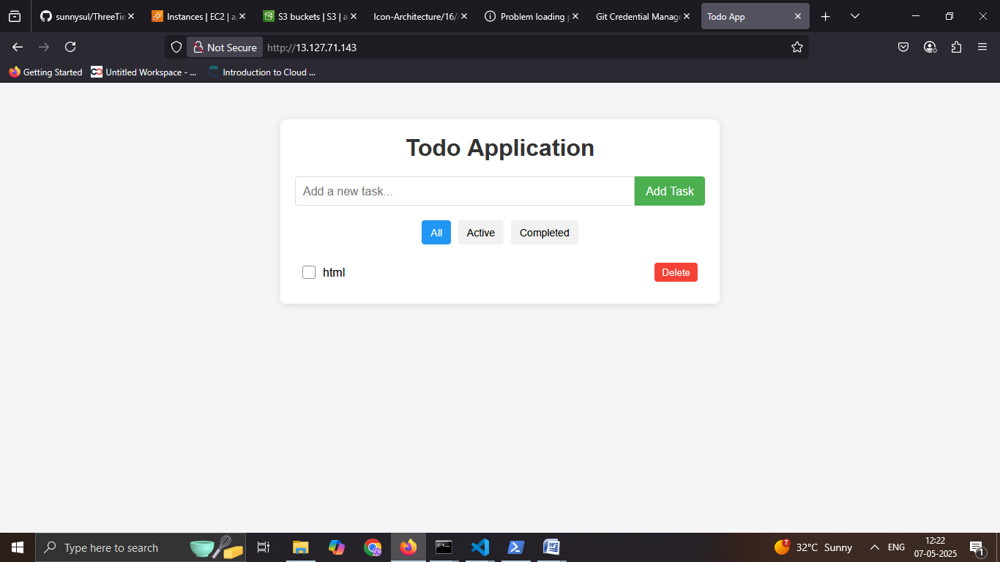 sunnysul/ThreeTie
Instances | EC2 | a
S3 buckets | S3 | a
Icon-Architecture/16/
Problem loading p
Git Credential Manage
Todo App
Not Secure
http://13.127.71.143
Getting Started
Untitled Workspace - ...
Introduction to Cloud ...
Todo Application
Add a new task...
Add Task
All
Active
Completed
html
Delete
Type here to search
7
32°C Sunny
ENG
12:22
07-05-2025
1